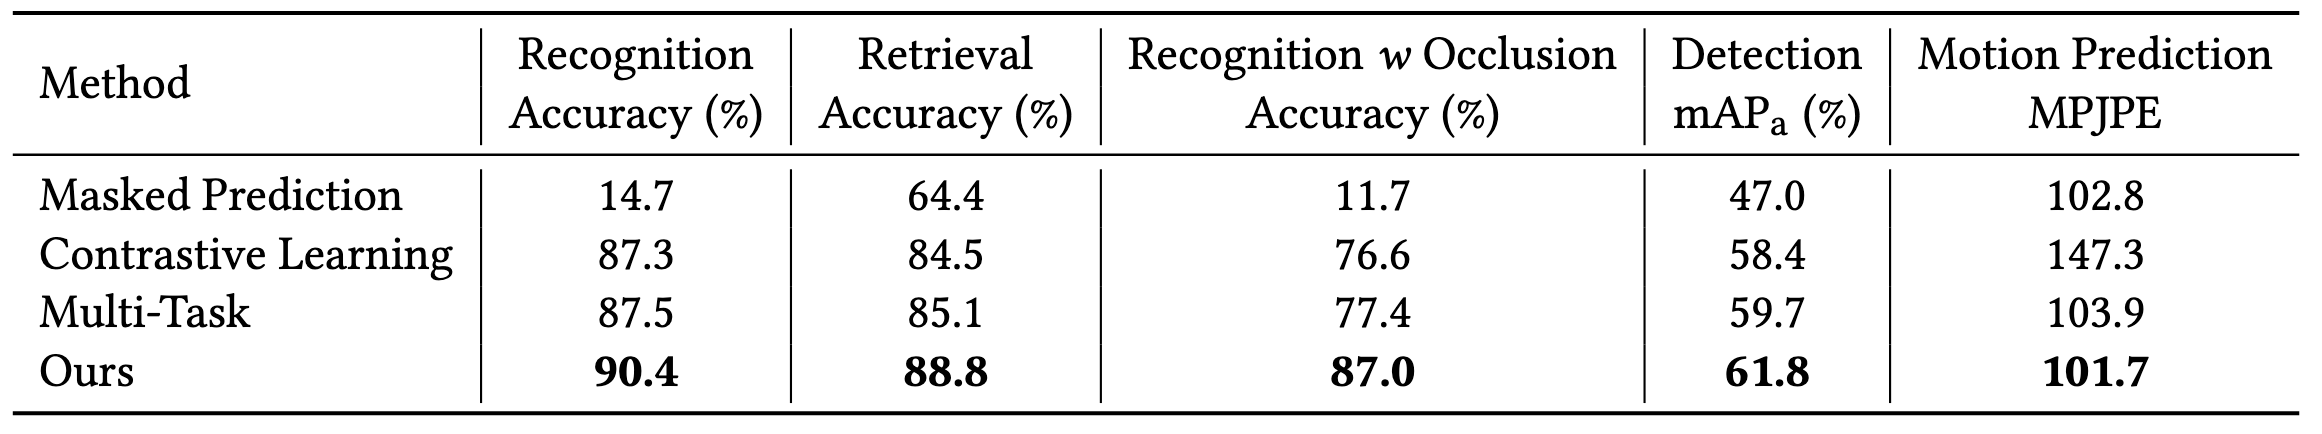 Method | Recognition Accuracy (%) | Retrieval Accuracy (%) | Recognition w Occlusion Accuracy (%) | Detection mAPa (%) | Motion Prediction MPJPE
Masked Prediction | 14.7 | 64.4 | 11.7 | 47.0 | 102.8
Contrastive Learning | 87.3 | 84.5 | 76.6 | 58.4 | 147.3
Multi-Task | 87.5 | 85.1 | 77.4 | 59.7 | 103.9
Ours | 90.4 | 88.8 | 87.0 | 61.8 | 101.7